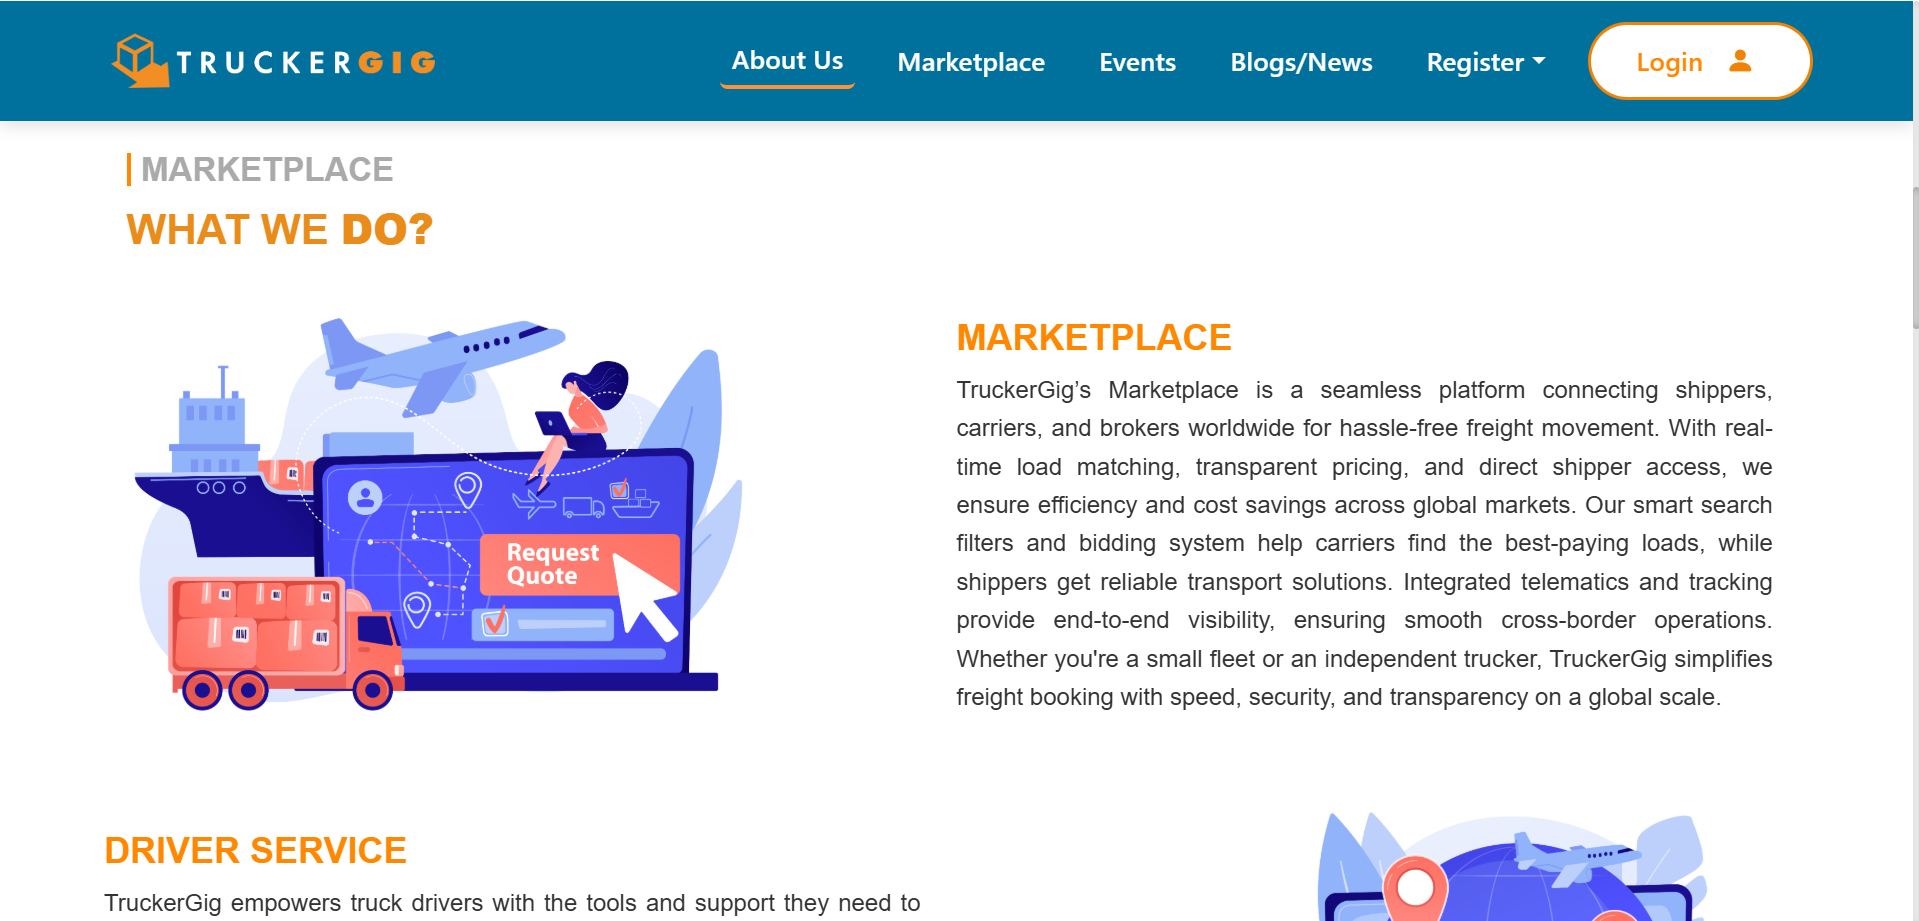 TRUCKERGIG
About Us
Marketplace
Events
Blogs/News
Register
Login
MARKETPLACE
WHAT WE DO?
Request
Quote
MARKETPLACE
TruckerGig’s Marketplace is a seamless platform connecting shippers,
carriers, and brokers worldwide for hassle-free freight movement. With real-
time load matching, transparent pricing, and direct shipper access, we
ensure efficiency and cost savings across global markets. Our smart search
filters and bidding system help carriers find the best-paying loads, while
shippers get reliable transport solutions. Integrated telematics and tracking
provide end-to-end visibility, ensuring smooth cross-border operations.
Whether you're a small fleet or an independent trucker, TruckerGig simplifies
freight booking with speed, security, and transparency on a global scale.
DRIVER SERVICE
TruckerGig empowers truck drivers with the tools and support they need to